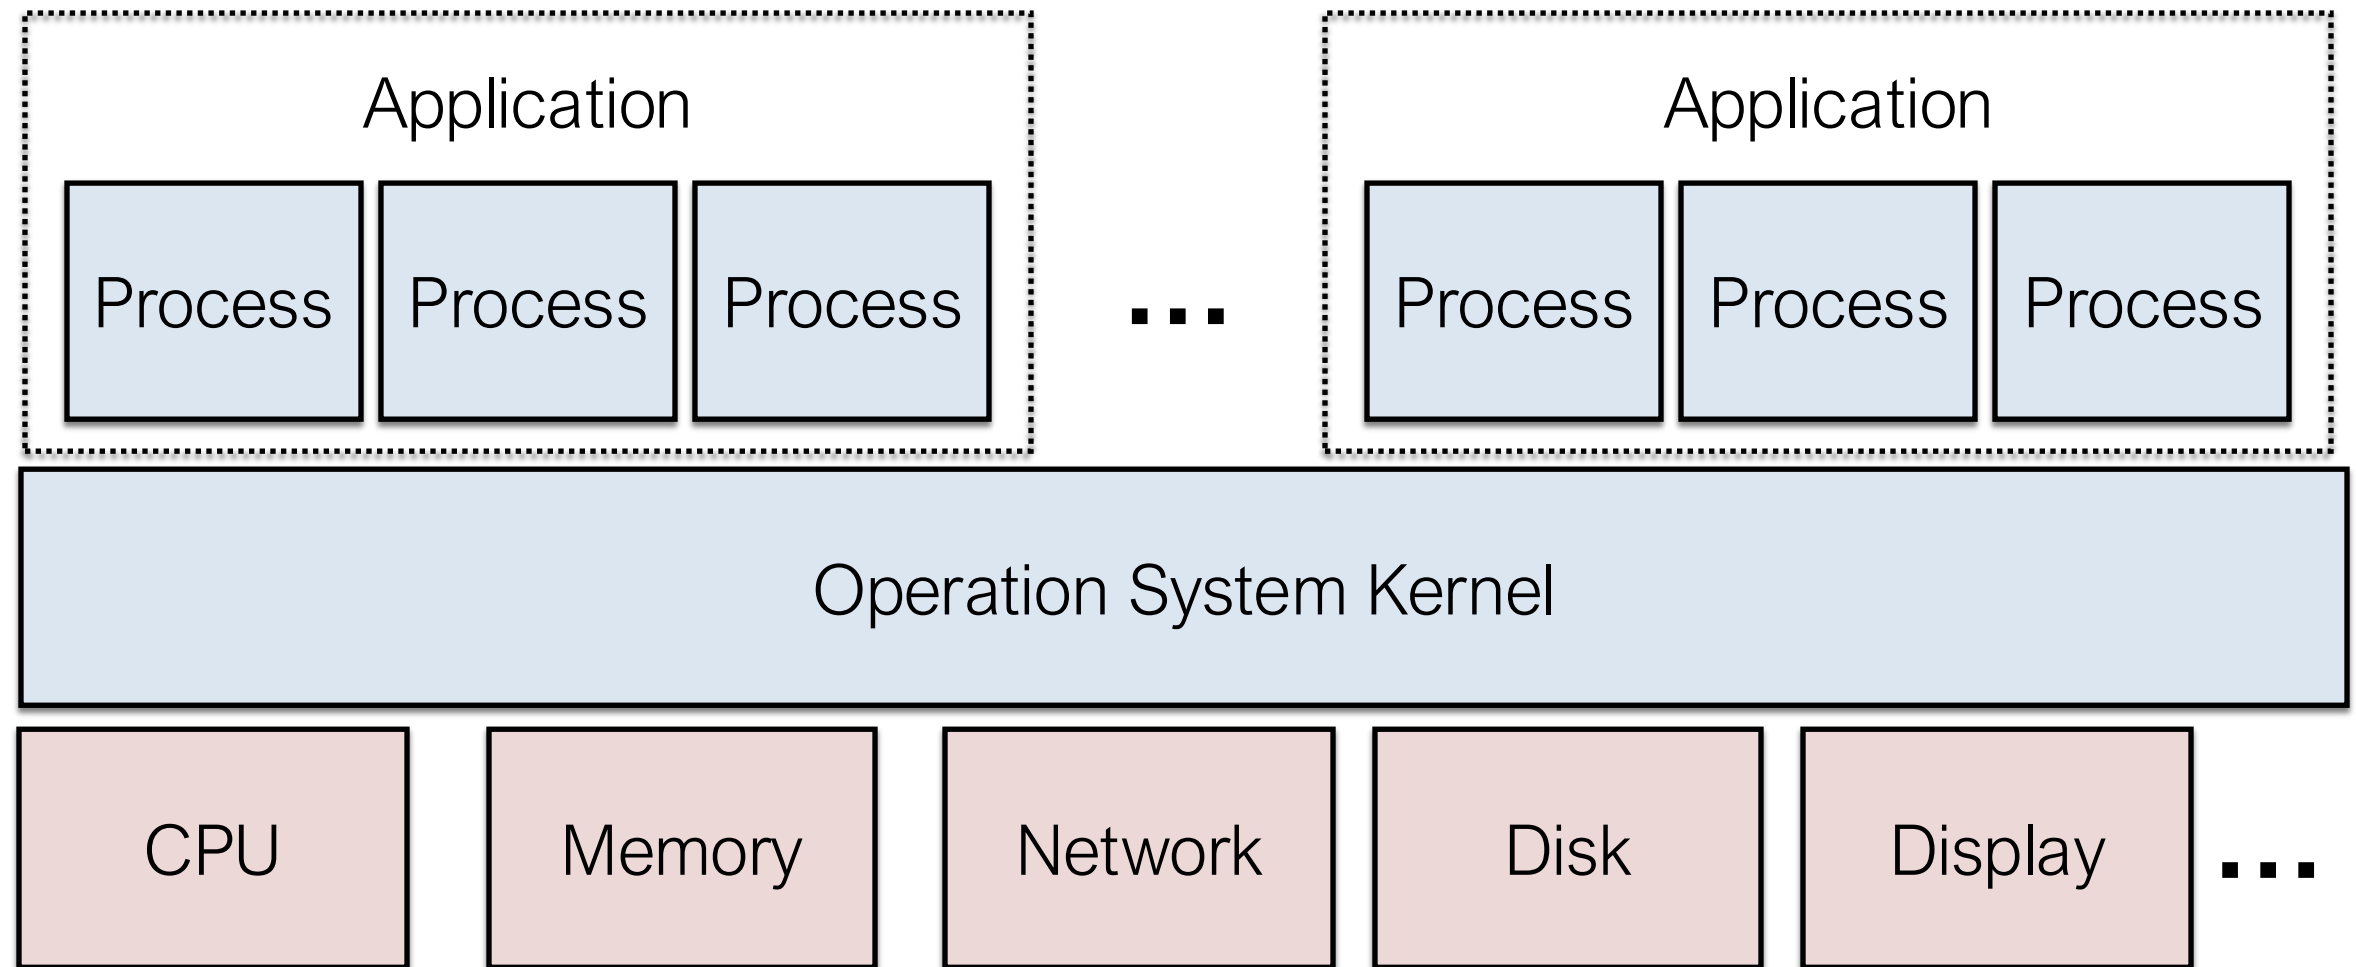 Application
Application
Process Process Process ... Process Process Process
Operation System Kernel
CPU Memory Network Disk Display ...